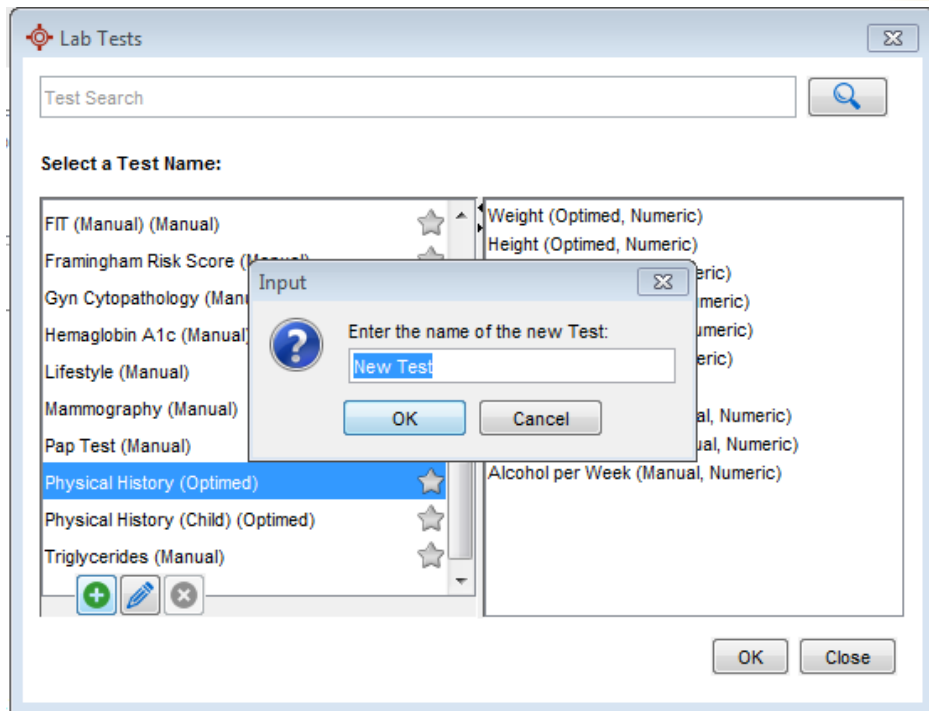 Lab Tests
Test Search
Select a Test Name:
FIT (Manual) (Manual)
Framingham Risk Score (Manual)
Gyn Cytopathology (Manu
Hemaglobin A1c (Manual)
Lifestyle (Manual)
Mammography (Manual)
Pap Test (Manual)
Physical History (Optimed)
Physical History (Child) (Optimed)
Triglycerides (Manual)
Weight (Optimed, Numeric)
Height (Optimed, Numeric)
eric)
meric)
umeric)
eric)
al, Numeric)
ual, Numeric)
Alcohol per Week (Manual, Numeric)
Input
Enter the name of the new Test:
New Test
OK
Cancel
OK
Close